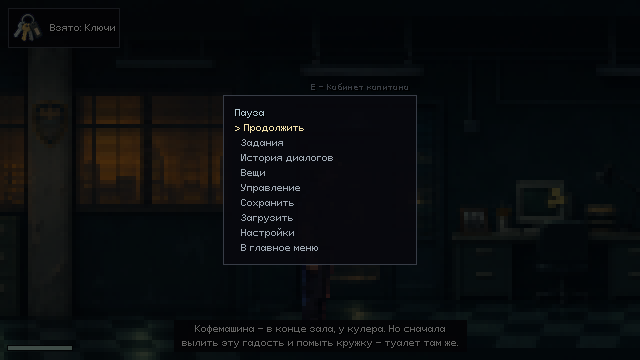 Взято: Ключи
E - Кабинет капитана
Пауза
> Продолжить
Задания
История диалогов
Вещи
Управление
Сохранить
Загрузить
Настройки
В главное меню
Кофемашина - в конце зала, у кулера. Но сначала
вылить эту гадость и помыть кружку - туалет там же.